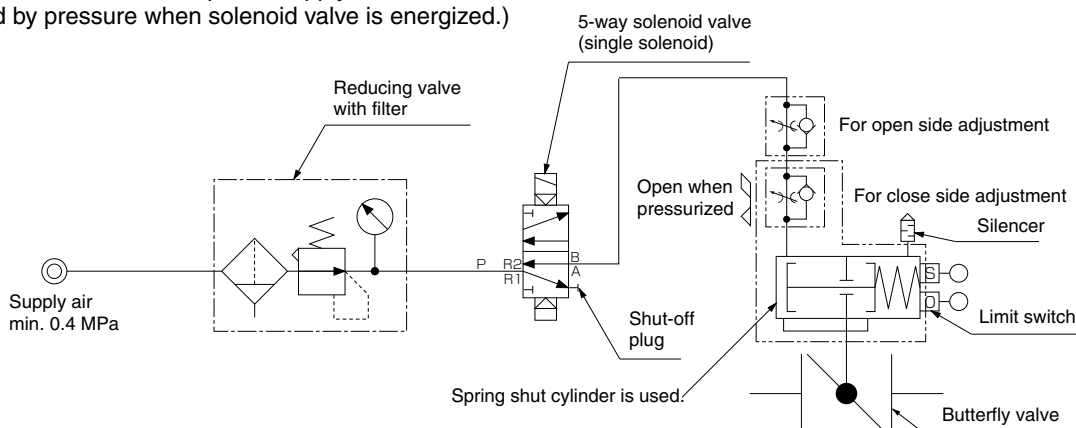 d by pressure when solenoid valve is energized.)
5-way solenoid valve
(single solenoid)
Reducing valve
with filter
For open side adjustment
Open when
pressurized
For close side adjustment
Silencer
P
R2
B
R1
A
S
O
Supply air
min. 0.4 MPa
Shut-off
plug
Limit switch
Spring shut cylinder is used.
Butterfly valve